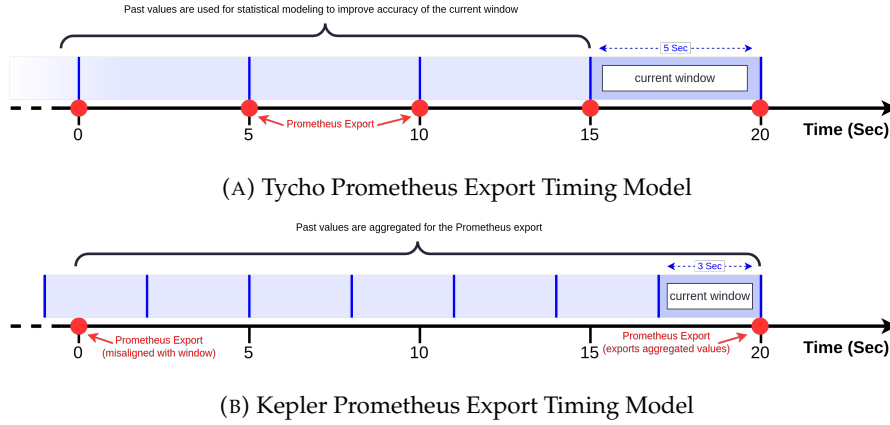 Past values are used for statistical modeling to improve accuracy of the current window
5 Sec
current window
Prometheus Export
0 5 10 15 20
Time (Sec)
(A) Tycho Prometheus Export Timing Model
Past values are aggregated for the Prometheus export
3 Sec
current window
Prometheus Export
(misaligned with window)
Prometheus Export
(exports aggregated values)
0 5 10 15 20
Time (Sec)
(B) Kepler Prometheus Export Timing Model